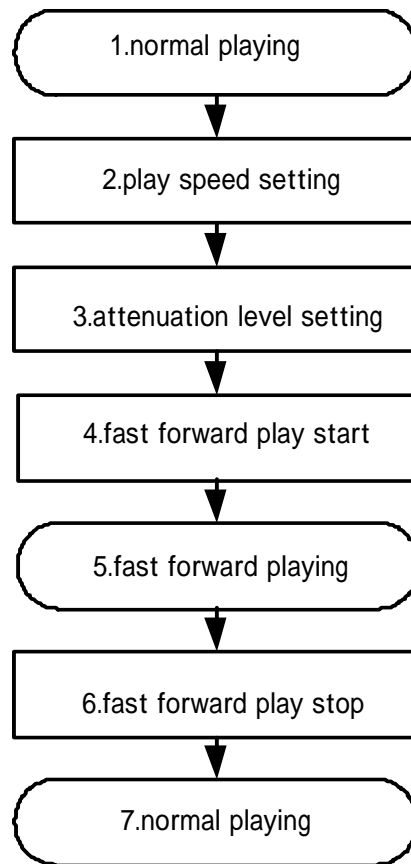 1.normal playing
2.play speed setting
3.attenuation level setting
4.fast forward play start
5.fast forward playing
6.fast forward play stop
7.normal playing